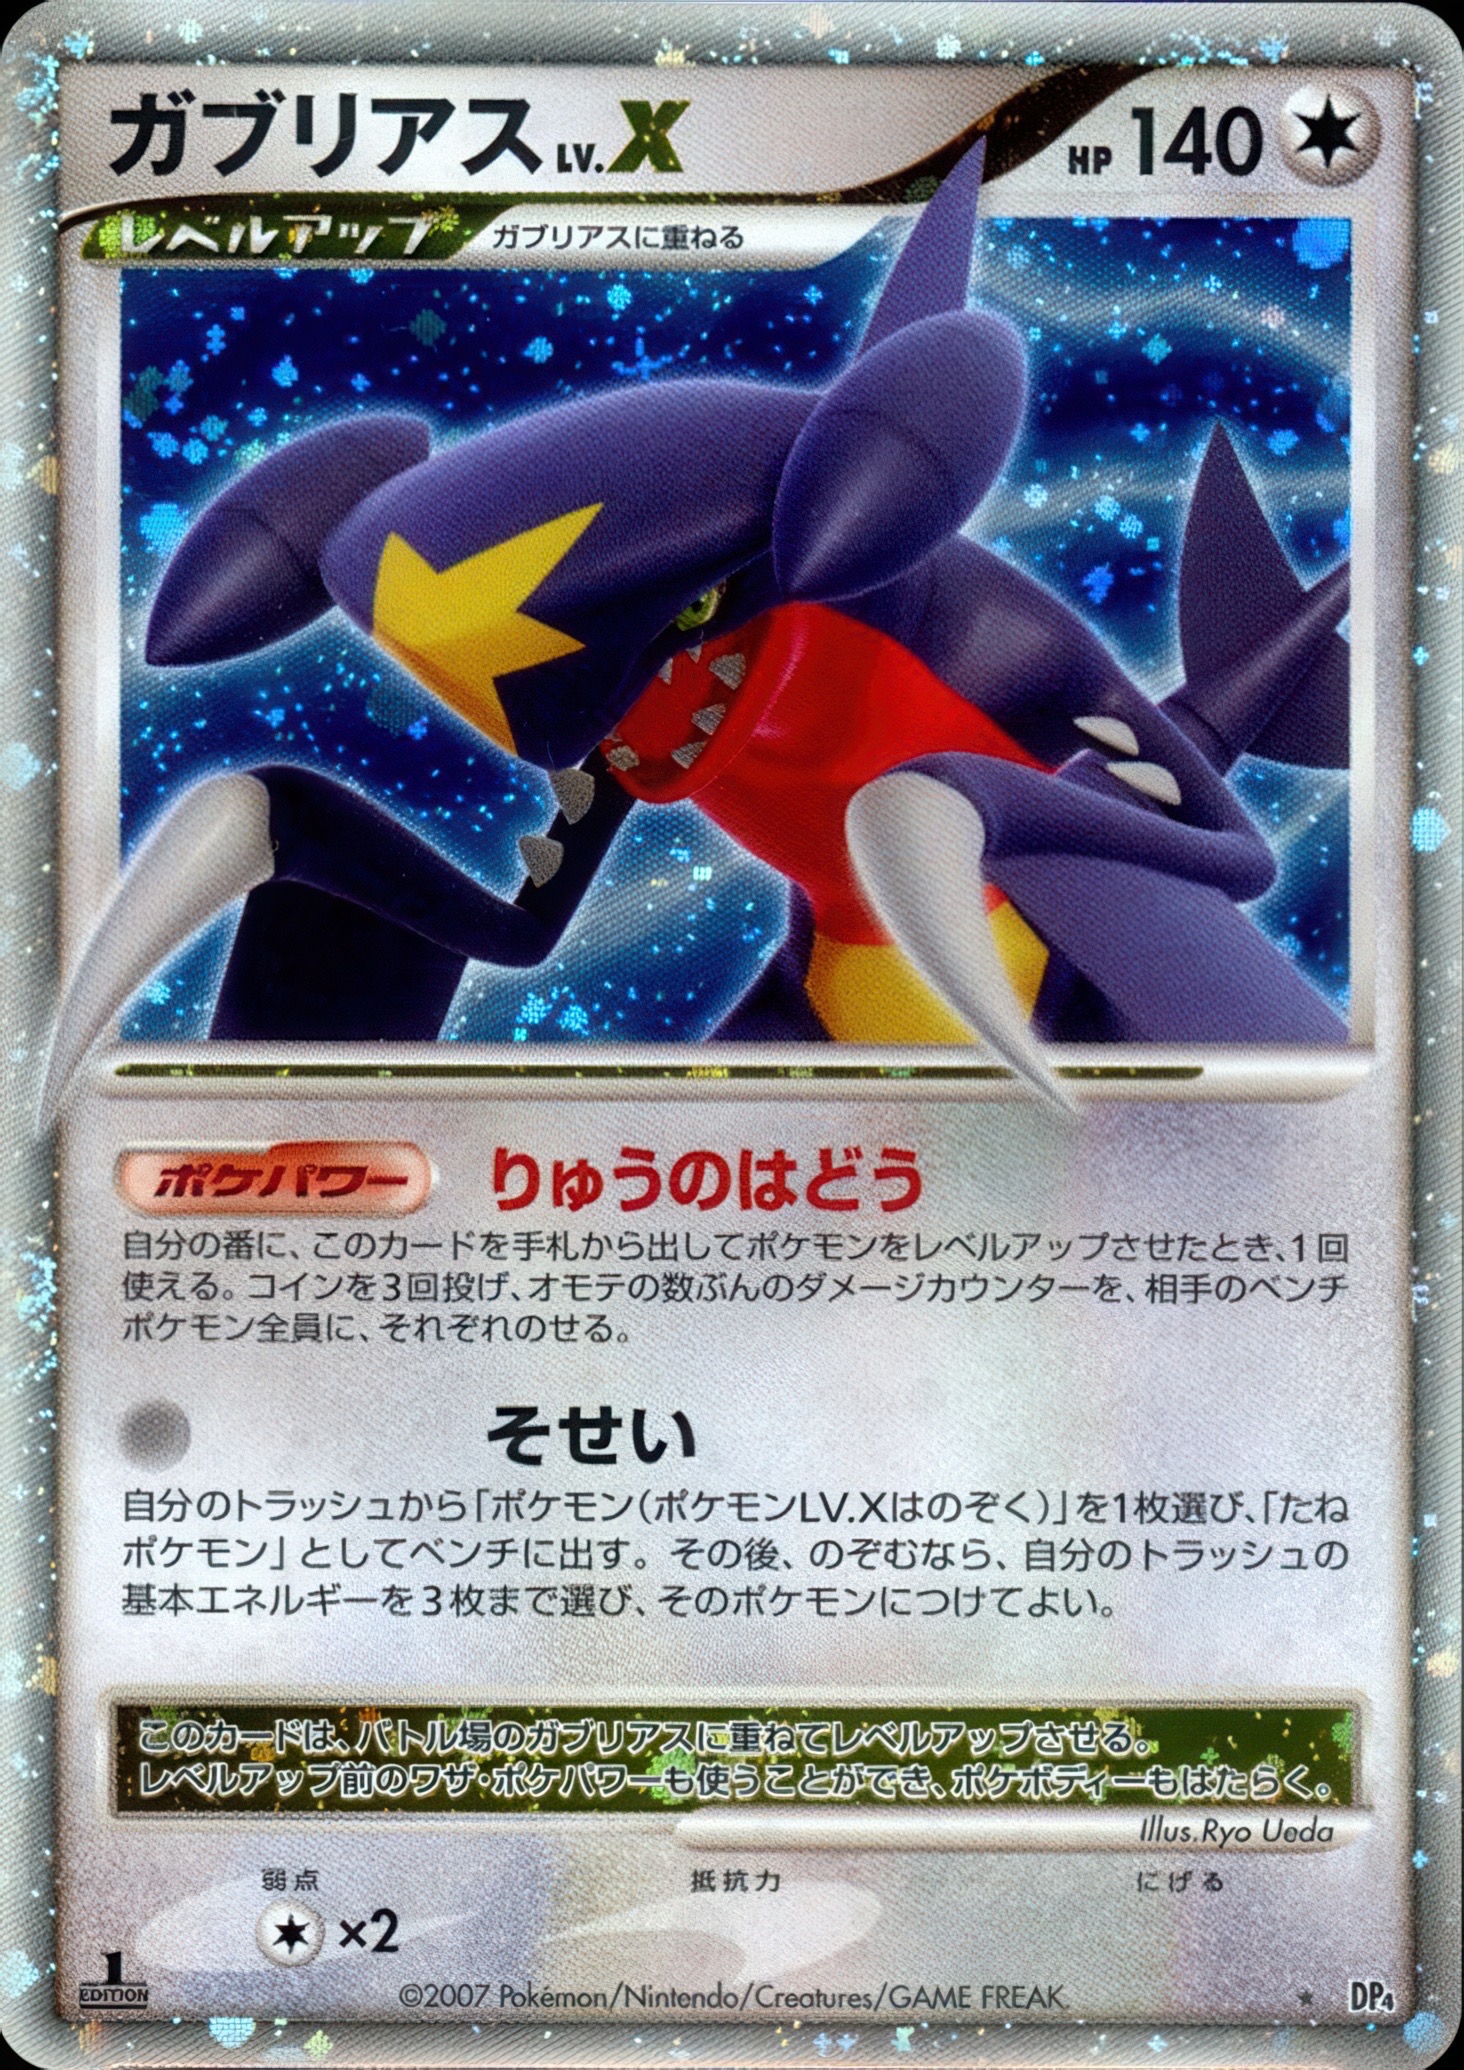 ガブリアス LV.X HP 140
レベルアップ ガブリアスに重ねる
ポケパワー りゅうのはどう
自分の番に、このカードを手札から出してポケモンをレベルアップさせたとき、1回
使える。コインを3回投げ、オモテの数ぶんのダメージカウンターを、相手のベンチ
ポケモン全員に、それぞれのせる。
そせい
自分のトラッシュから「ポケモン(ポケモンLV.Xはのぞく)」を1枚選び、「たね
ポケモン」としてベンチに出す。その後、のぞむなら、自分のトラッシュの
基本エネルギーを3枚まで選び、そのポケモンにつけてよい。
このカードは、バトル場のガブリアスに重ねてレベルアップさせる。
レベルアップ前のワザ・ポケパワーも使うことができ、ポケボディーもはたらく。
Illus.Ryo Ueda
弱点 抵抗力 にげる
×2
1 EDITION ©2007 Pokémon/Nintendo/Creatures/GAME FREAK. ★ DP4